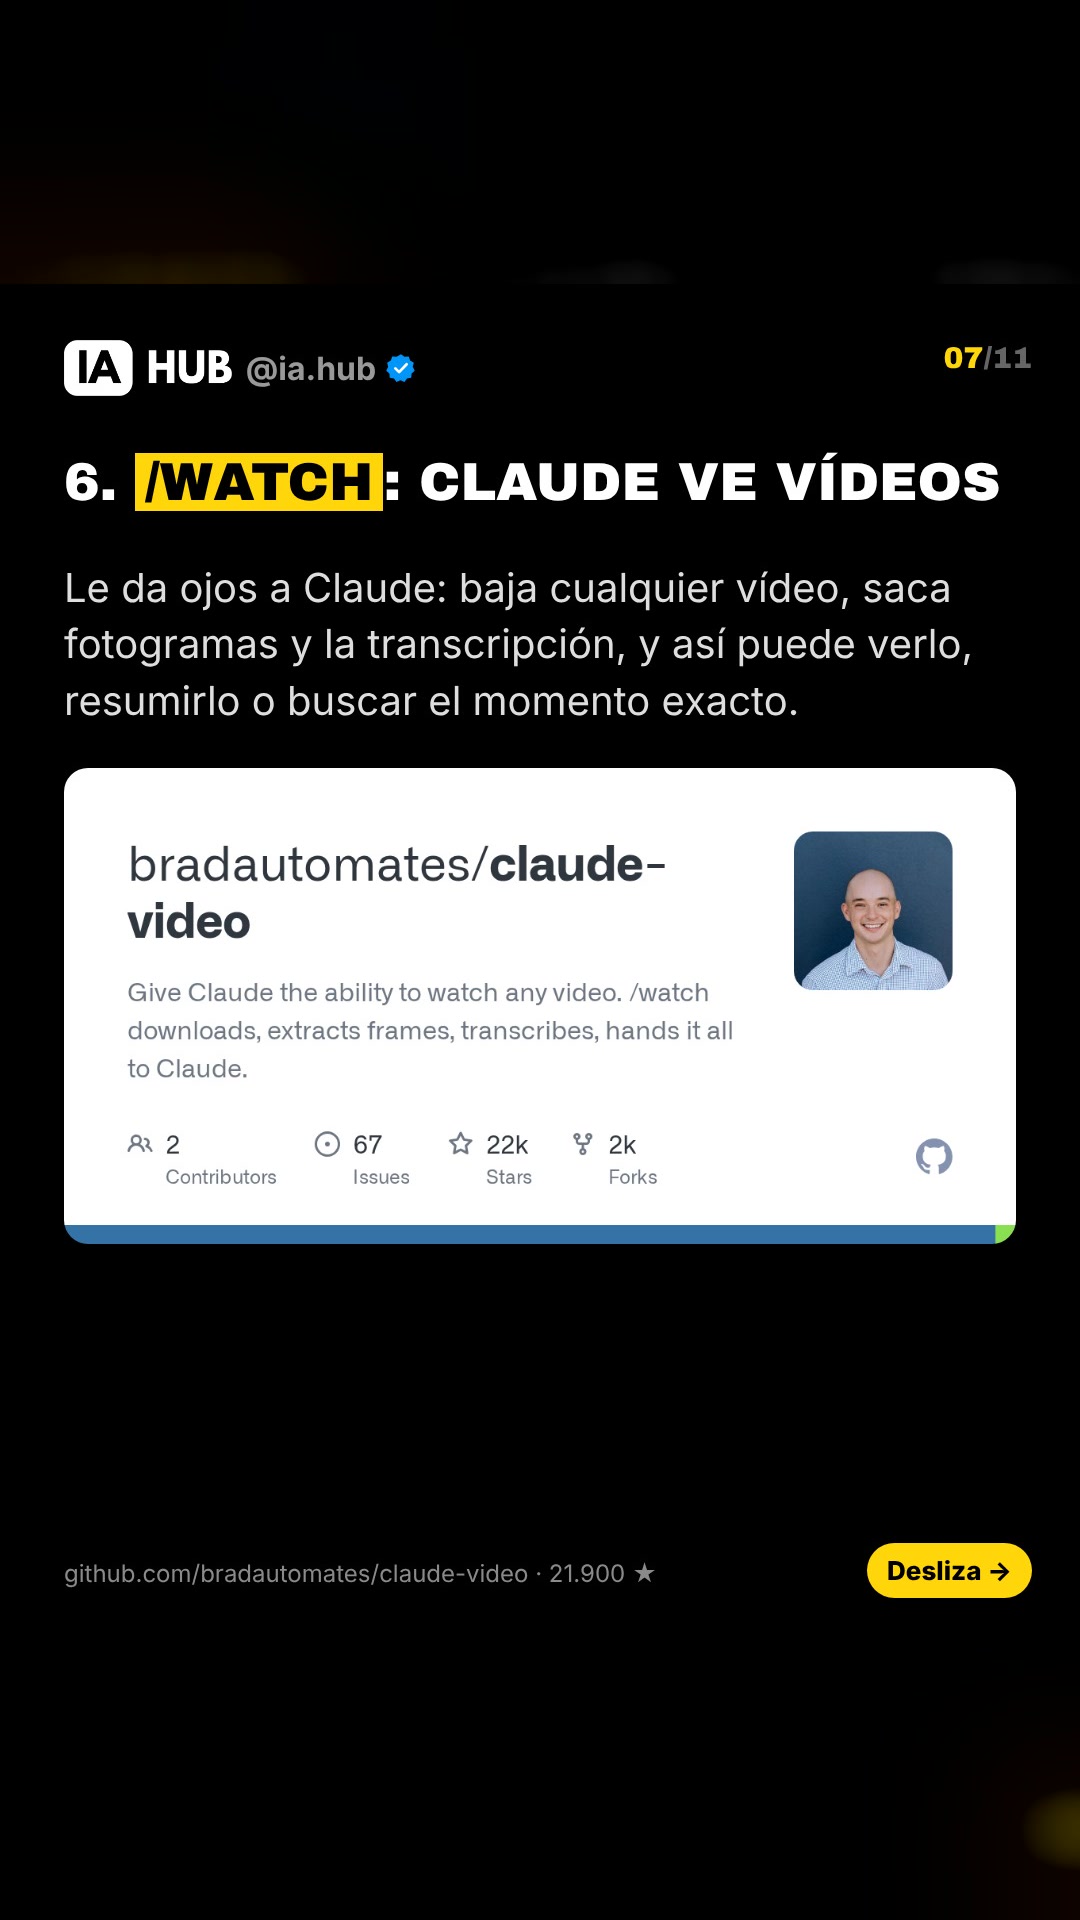 IA HUB @ia.hub
07/11
6. /WATCH: CLAUDE VE VÍDEOS
Le da ojos a Claude: baja cualquier vídeo, saca
fotogramas y la transcripción, y así puede verlo,
resumirlo o buscar el momento exacto.
bradautomates/claude-
video
Give Claude the ability to watch any video. /watch
downloads, extracts frames, transcribes, hands it all
to Claude.
2 67 22k 2k
Contributors Issues Stars Forks
github.com/bradautomates/claude-video · 21.900 ★
Desliza →